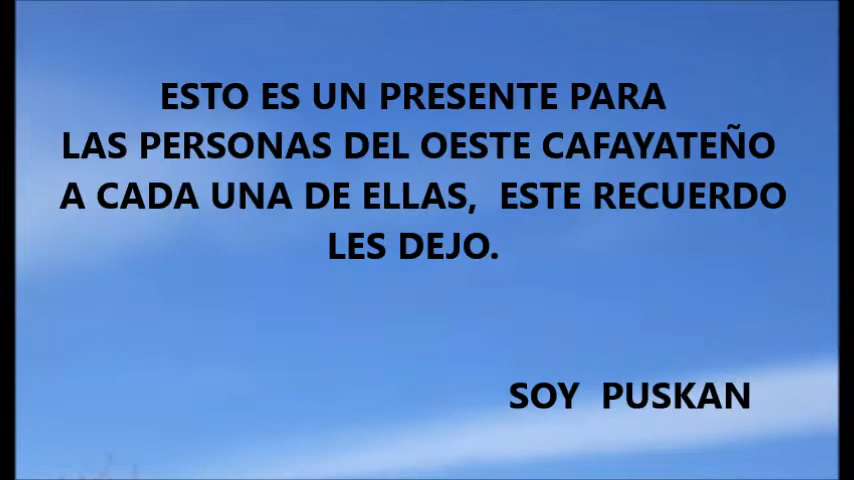 ESTO ES UN PRESENTE PARA
LAS PERSONAS DEL OESTE CAFAYATEÑO
A CADA UNA DE ELLAS, ESTE RECUERDO
LES DEJO.
SOY PUSKAN